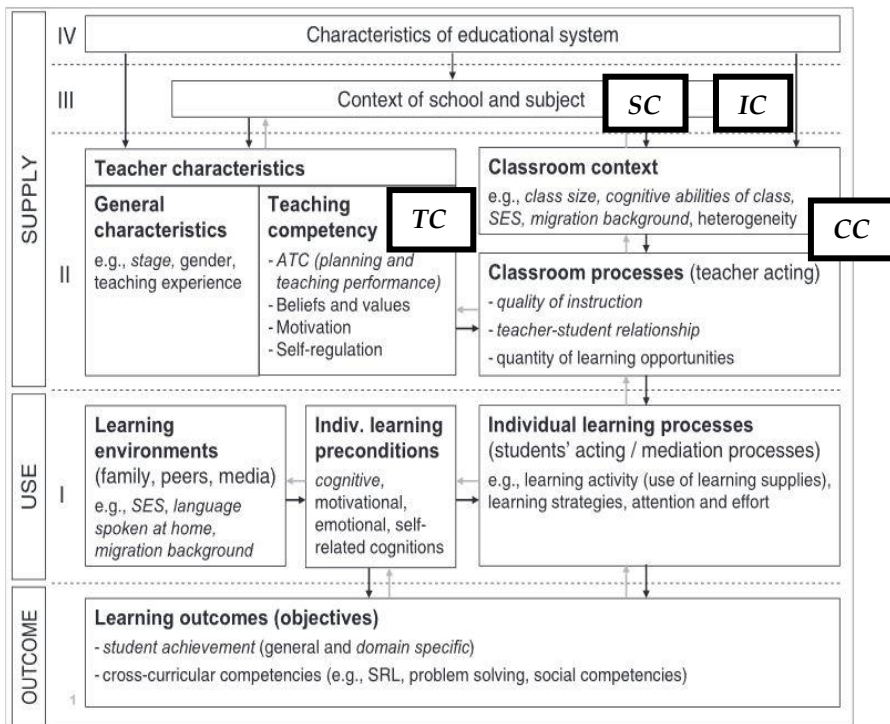 IV
Characteristics of educational system
III
Context of school and subject
SC
IC
SUPPLY
II
Teacher characteristics
General
characteristics
e.g., stage, gender,
teaching experience
Teaching
competency
- ATC (planning and
teaching performance)
- Beliefs and values
- Motivation
- Self-regulation
TC
Classroom context
e.g., class size, cognitive abilities of class,
SES, migration background, heterogeneity
CC
Classroom processes (teacher acting)
- quality of instruction
- teacher-student relationship
- quantity of learning opportunities
USE
I
Learning
environments
(family, peers, media)
e.g., SES, language
spoken at home,
migration background
Indiv. learning
preconditions
cognitive,
motivational,
emotional, self-
related cognitions
Individual learning processes
(students' acting / mediation processes)
e.g., learning activity (use of learning supplies),
learning strategies, attention and effort
OUTCOME
Learning outcomes (objectives)
- student achievement (general and domain specific)
- cross-curricular competencies (e.g., SRL, problem solving, social competencies)
1